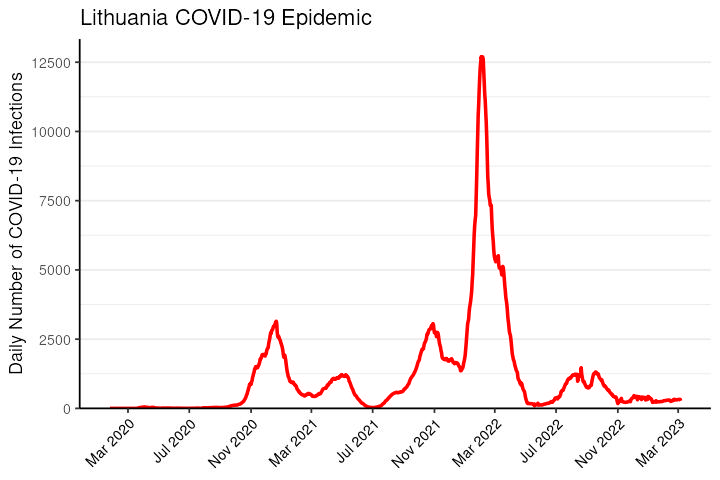 Lithuania COVID-19 Epidemic
Daily Number of COVID-19 Infections
12500
10000
7500
5000
2500
0
Mar 2020
Jul 2020
Nov 2020
Mar 2021
Jul 2021
Nov 2021
Mar 2022
Jul 2022
Nov 2022
Mar 2023